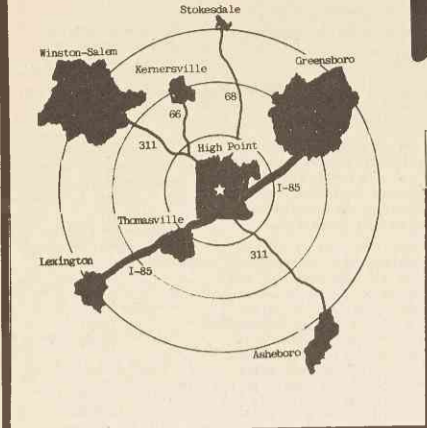 Stokesdale
Winston-Salem
Kernersville
Greensboro
68
66
311
High Point
I-85
Thomasville
311
Lexington
I-85
Asheboro